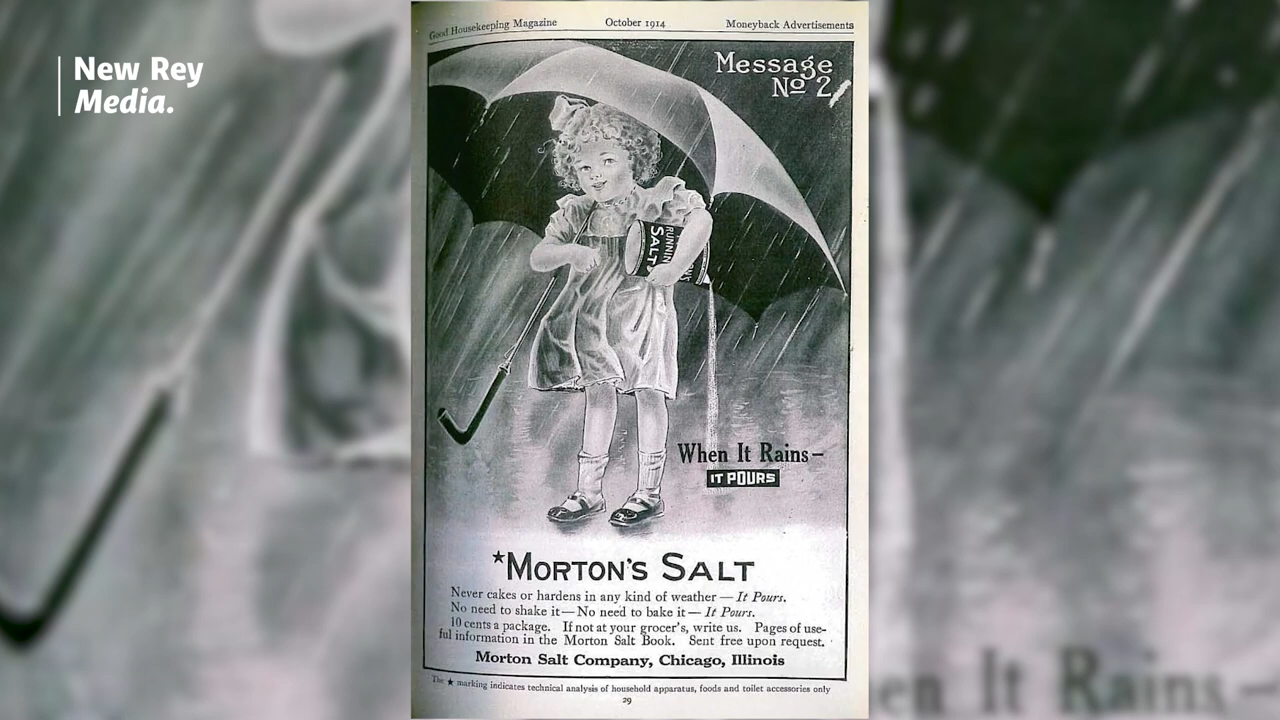 New Rey
Media.
Good Housekeeping Magazine October 1914 Moneyback Advertisements
Message
No 2
RUNNING
SALT
When It Rains—
IT POURS
*MORTON'S SALT
Never cakes or hardens in any kind of weather — It Pours.
No need to shake it—No need to bake it — It Pours.
10 cents a package. If not at your grocer's, write us. Pages of use-
ful information in the Morton Salt Book. Sent free upon request.
Morton Salt Company, Chicago, Illinois
The ★ marking indicates technical analysis of household apparatus, foods and toilet accessories only
29
en It Rains—